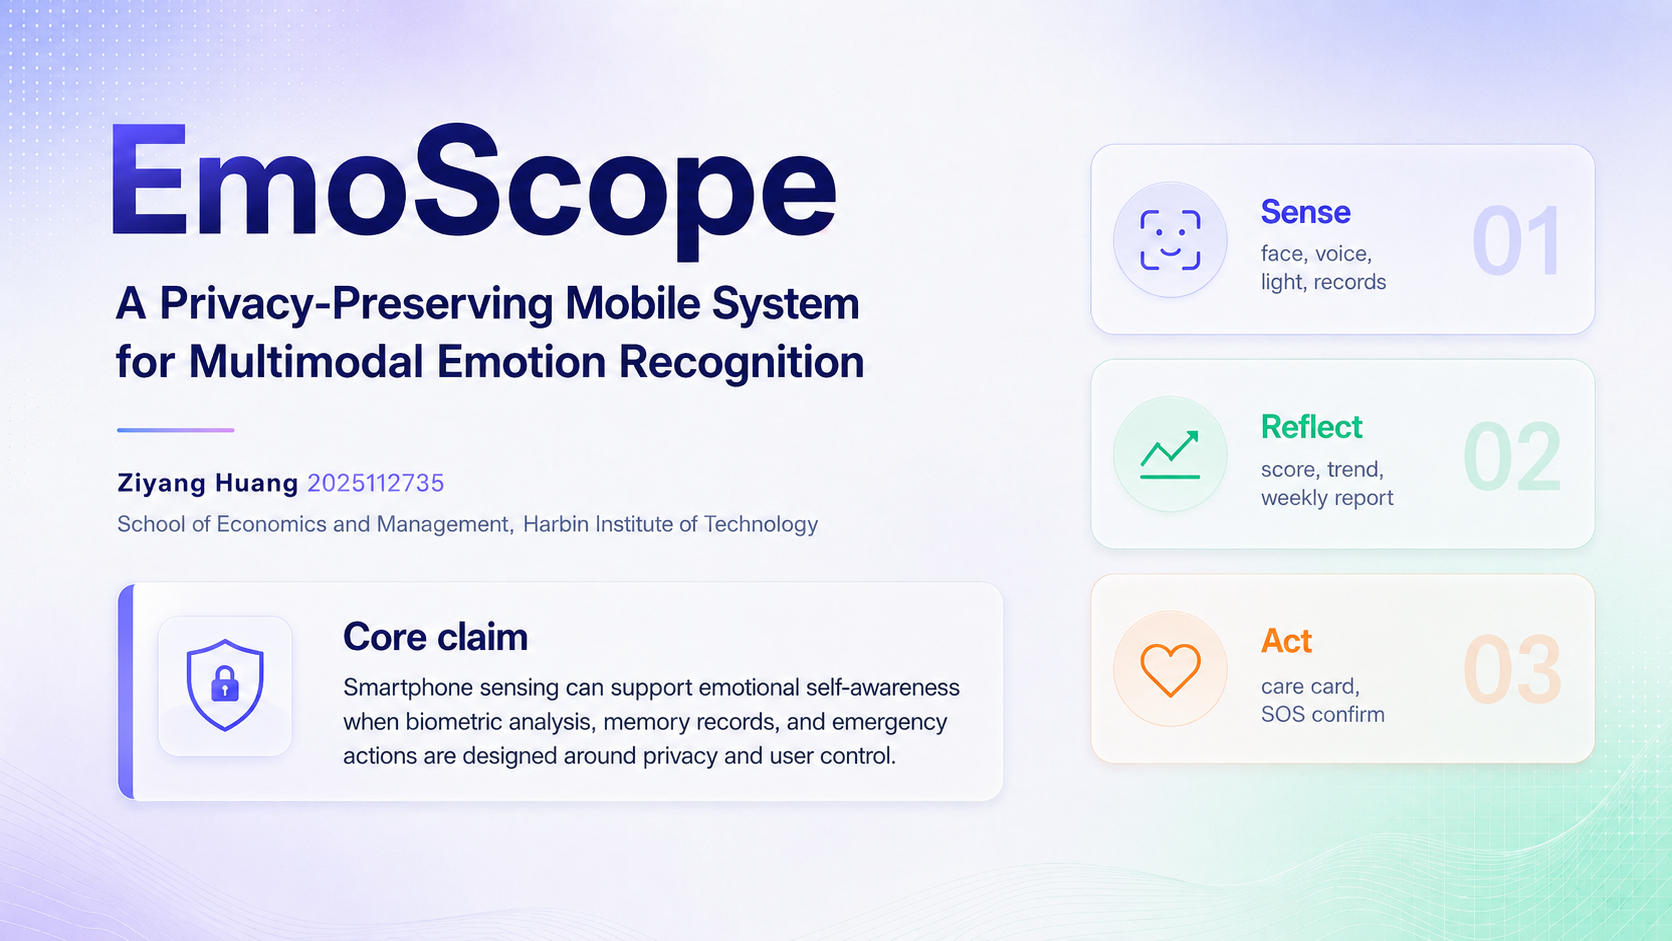 EmoScope
A Privacy-Preserving Mobile System
for Multimodal Emotion Recognition
Ziyang Huang 2025112735
School of Economics and Management, Harbin Institute of Technology
Core claim
Smartphone sensing can support emotional self-awareness
when biometric analysis, memory records, and emergency
actions are designed around privacy and user control.
Sense
face, voice,
light, records
01
Reflect
score, trend,
weekly report
02
Act
care card,
SOS confirm
03